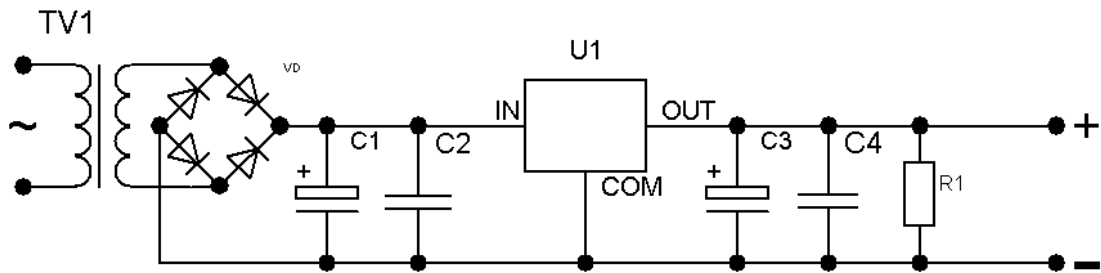 TV1
U1
VD
IN
OUT
+
C1
C2
C3
C4
~
+
+
COM
R1
−